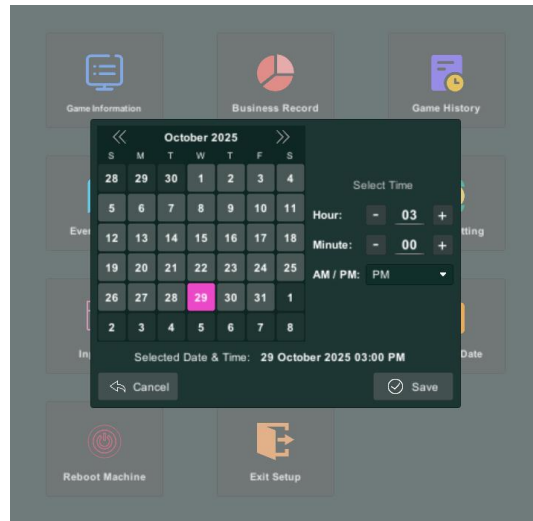 Game Information
Business Record
Game History
October 2025
S M T W T F S
28 29 30 1 2 3 4
5 6 7 8 9 10 11
12 13 14 15 16 17 18
19 20 21 22 23 24 25
26 27 28 29 30 31 1
2 3 4 5 6 7 8
Select Time
Hour: - 03 +
Minute: - 00 +
AM / PM: PM
Selected Date & Time: 29 October 2025 03:00 PM
Cancel
Save
Date
Reboot Machine
Exit Setup